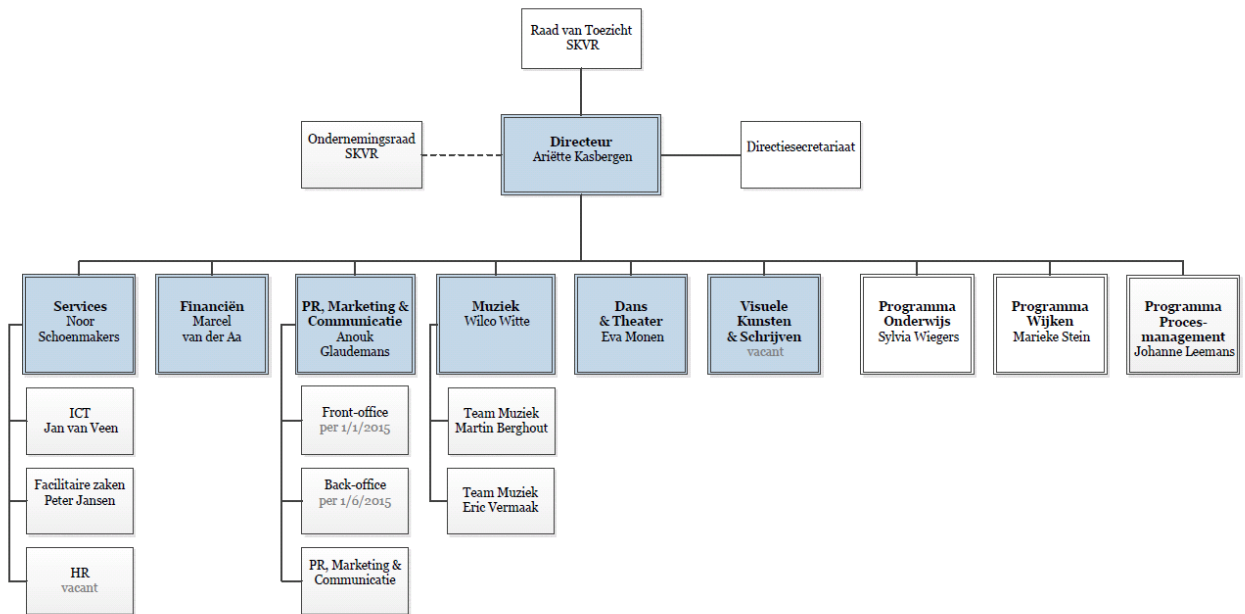 Raad van Toezicht
SKVR
Ondernemingsraad
SKVR
Directeur
Ariëtte Kasbergen
Directiesecretariaat
Services
Noor
Schoenmakers
Financiën
Marcel
van der Aa
PR, Marketing &
Communicatie
Anouk
Glaudemans
Muziek
Wilco Witte
Dans
& Theater
Eva Monen
Visuele
Kunsten
& Schrijven
vacant
Programma
Onderwijs
Sylvia Wiegers
Programma
Wijken
Marieke Stein
Programma
Proces-
management
Johanne Leemans
ICT
Jan van Veen
Front-office
per 1/1/2015
Team Muziek
Martin Berghout
Facilitaire zaken
Peter Jansen
Back-office
per 1/6/2015
Team Muziek
Eric Vermaak
HR
vacant
PR, Marketing &
Communicatie